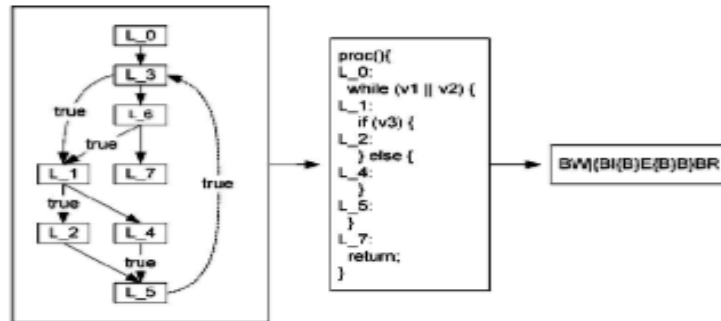 L_0
L_3
true
L_6
true
L_1
L_7
true
true
L_2
L_4
true
L_5
proc(){
L_0:
while (v1 || v2) {
L_1:
if (v3) {
L_2:
} else {
L_4:
}
L_5:
}
L_7:
return;
}
BW|{BI{B}E{B}B}BR